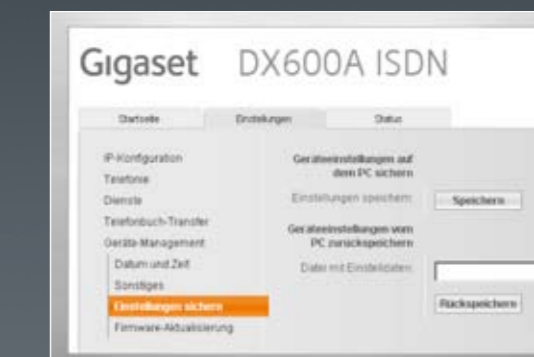 Gigaset DX600A ISDN
Startseite Einstellungen Status
IP-Konfiguration
Telefonie
Dienste
Telefonbuch-Transfer
Geräte-Management
Datum und Zeit
Sonstiges
Einstellungen sichern
Firmware-Aktualisierung
Geräteeinstellungen auf
dem PC sichern
Einstellungen speichern:
Speichern
Geräteeinstellungen vom
PC zurückspeichern
Datei mit Einstelldaten:
Rückspeichern